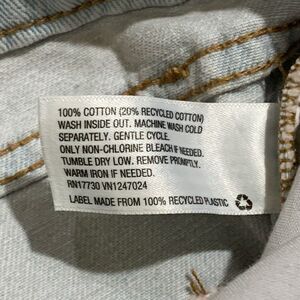 100% COTTON (20% RECYCLED COTTON)
WASH INSIDE OUT. MACHINE WASH COLD
SEPARATELY. GENTLE CYCLE.
ONLY NON-CHLORINE BLEACH IF NEEDED.
TUMBLE DRY LOW. REMOVE PROMPTLY.
WARM IRON IF NEEDED.
RN17730 VN1247024
LABEL MADE FROM 100% RECYCLED PLASTIC